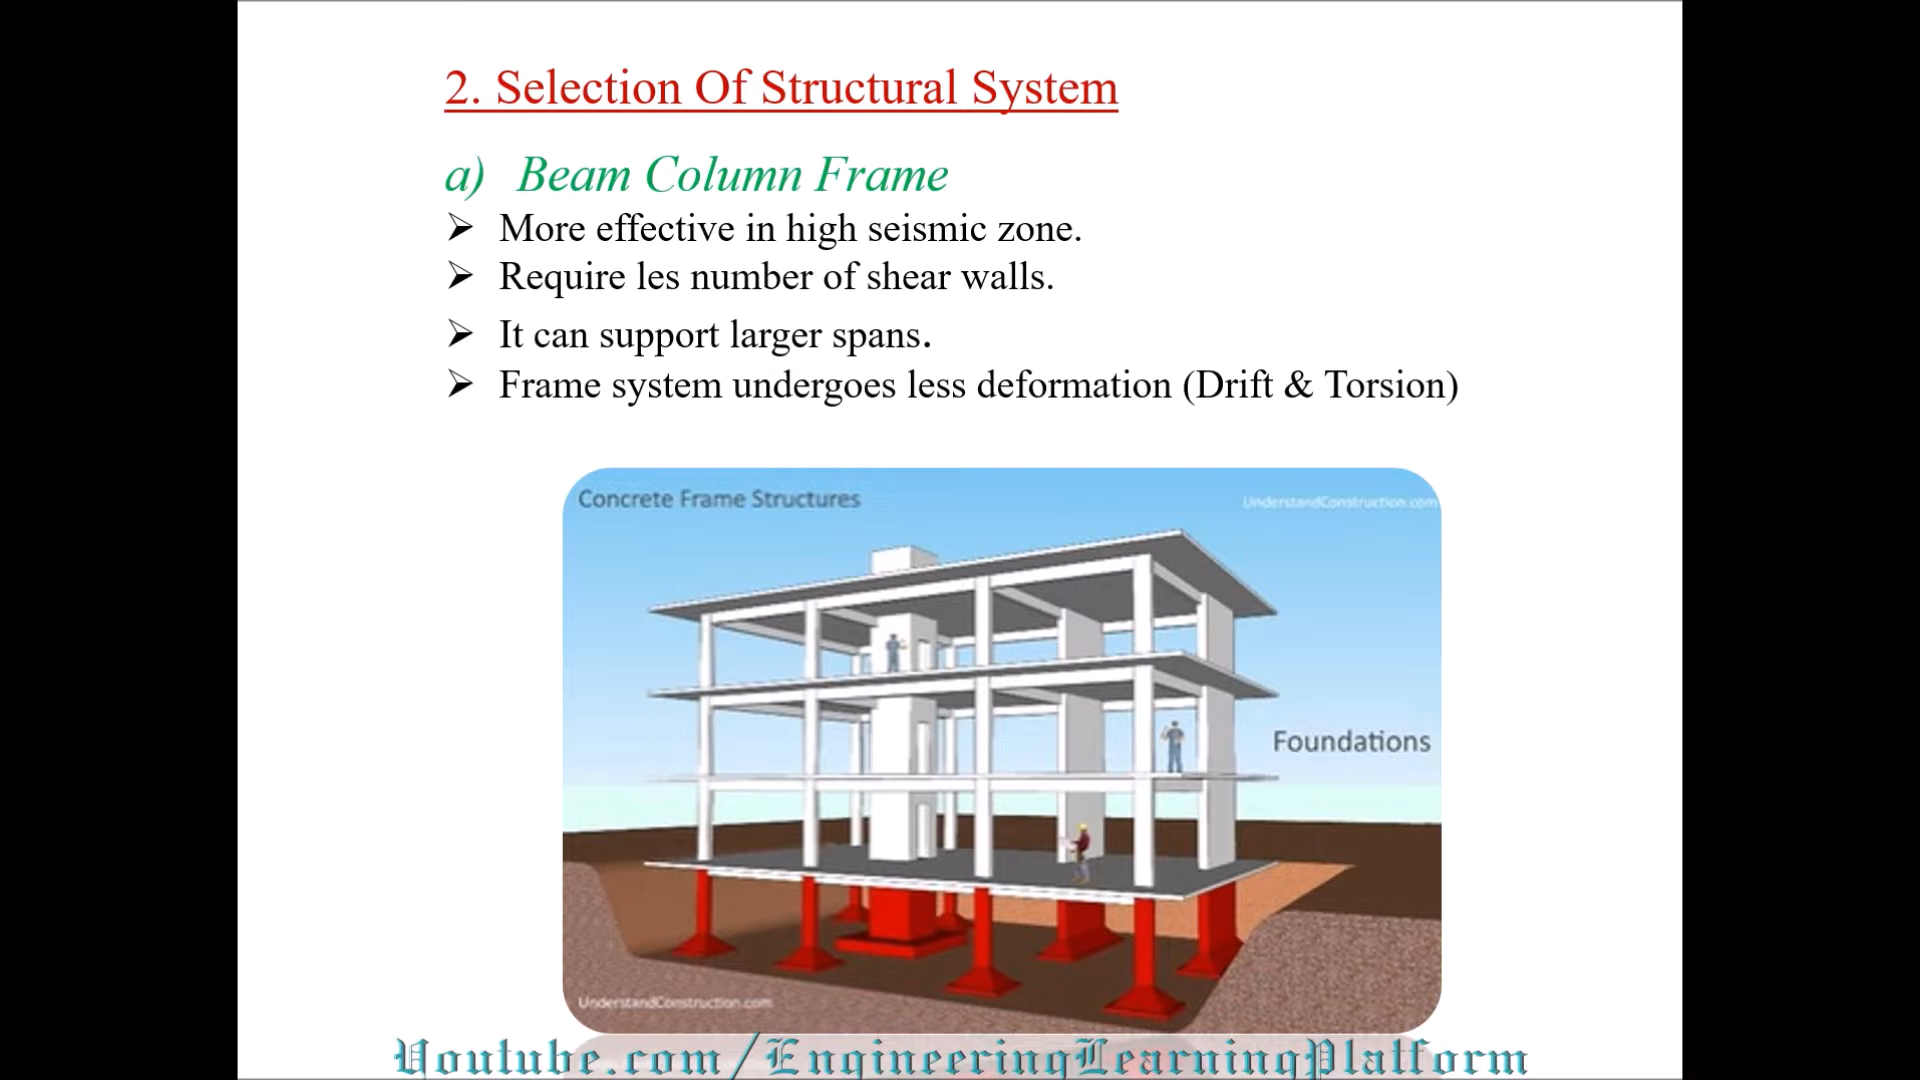 2. Selection Of Structural System
a) Beam Column Frame
➢ More effective in high seismic zone.
➢ Require les number of shear walls.
➢ It can support larger spans.
➢ Frame system undergoes less deformation (Drift & Torsion)
Concrete Frame Structures
UnderstandConstruction.com
Foundations
UnderstandConstruction.com
Youtube.com/EngineeringLearningPlatform